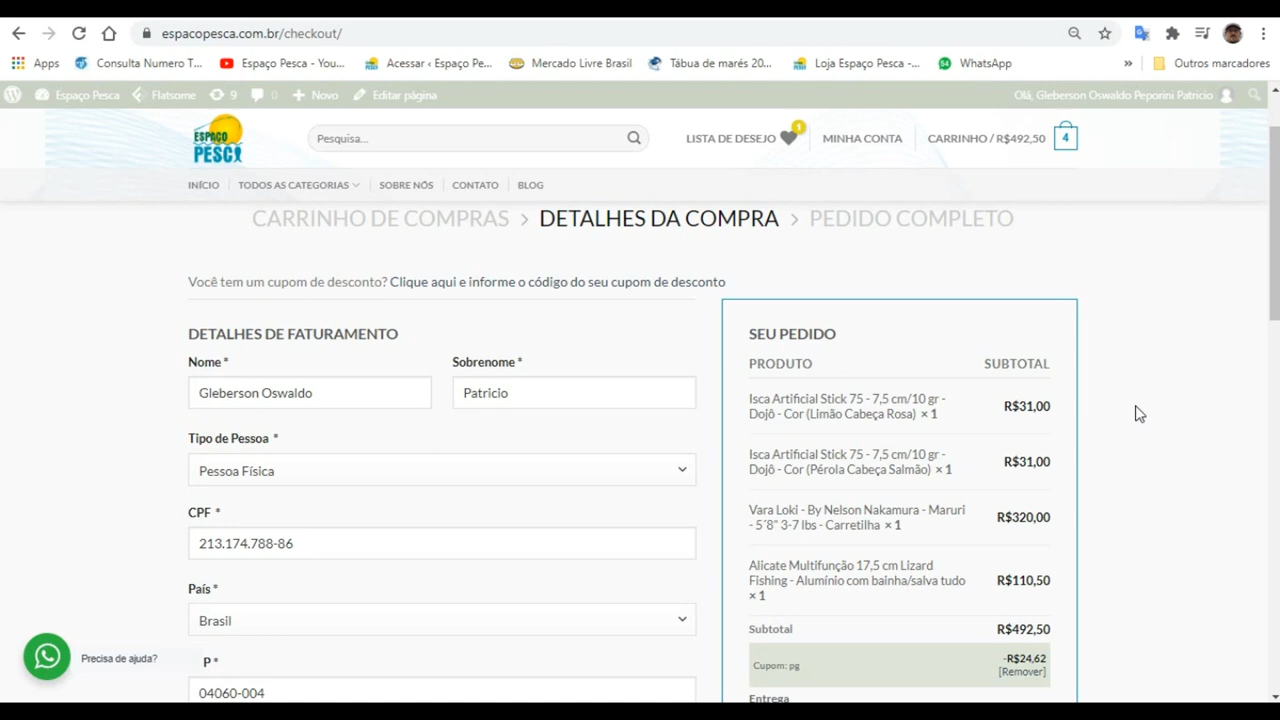 espacopesca.com.br/checkout/
Apps
Consulta Numero T...
Espaço Pesca - You...
Acessar ‹ Espaço Pe...
Mercado Livre Brasil
Tábua de marés 20...
Loja Espaço Pesca -...
WhatsApp
»
Outros marcadores
Espaço Pesca
Flatsome
9
0
Novo
Editar página
Olá, Gleberson Oswaldo Peporini Patricio
ESPAÇO
PESCA
Pesquisa...
LISTA DE DESEJO
1
MINHA CONTA
CARRINHO / R$492,50
4
INÍCIO
TODOS AS CATEGORIAS
SOBRE NÓS
CONTATO
BLOG
CARRINHO DE COMPRAS > DETALHES DA COMPRA > PEDIDO COMPLETO
Você tem um cupom de desconto? Clique aqui e informe o código do seu cupom de desconto
DETALHES DE FATURAMENTO
Nome *
Sobrenome *
Gleberson Oswaldo
Patricio
Tipo de Pessoa *
Pessoa Física
CPF *
213.174.788-86
País *
Brasil
P *
04060-004
Precisa de ajuda?
SEU PEDIDO
PRODUTO SUBTOTAL
Isca Artificial Stick 75 - 7,5 cm/10 gr -
Dojô - Cor (Limão Cabeça Rosa) × 1
R$31,00
Isca Artificial Stick 75 - 7,5 cm/10 gr -
Dojô - Cor (Pérola Cabeça Salmão) × 1
R$31,00
Vara Loki - By Nelson Nakamura - Maruri
- 5´8" 3-7 lbs - Carretilha × 1
R$320,00
Alicate Multifunção 17,5 cm Lizard
Fishing - Alumínio com bainha/salva tudo
× 1
R$110,50
Subtotal R$492,50
Cupom: pg
-R$24,62
[Remover]
Entrega